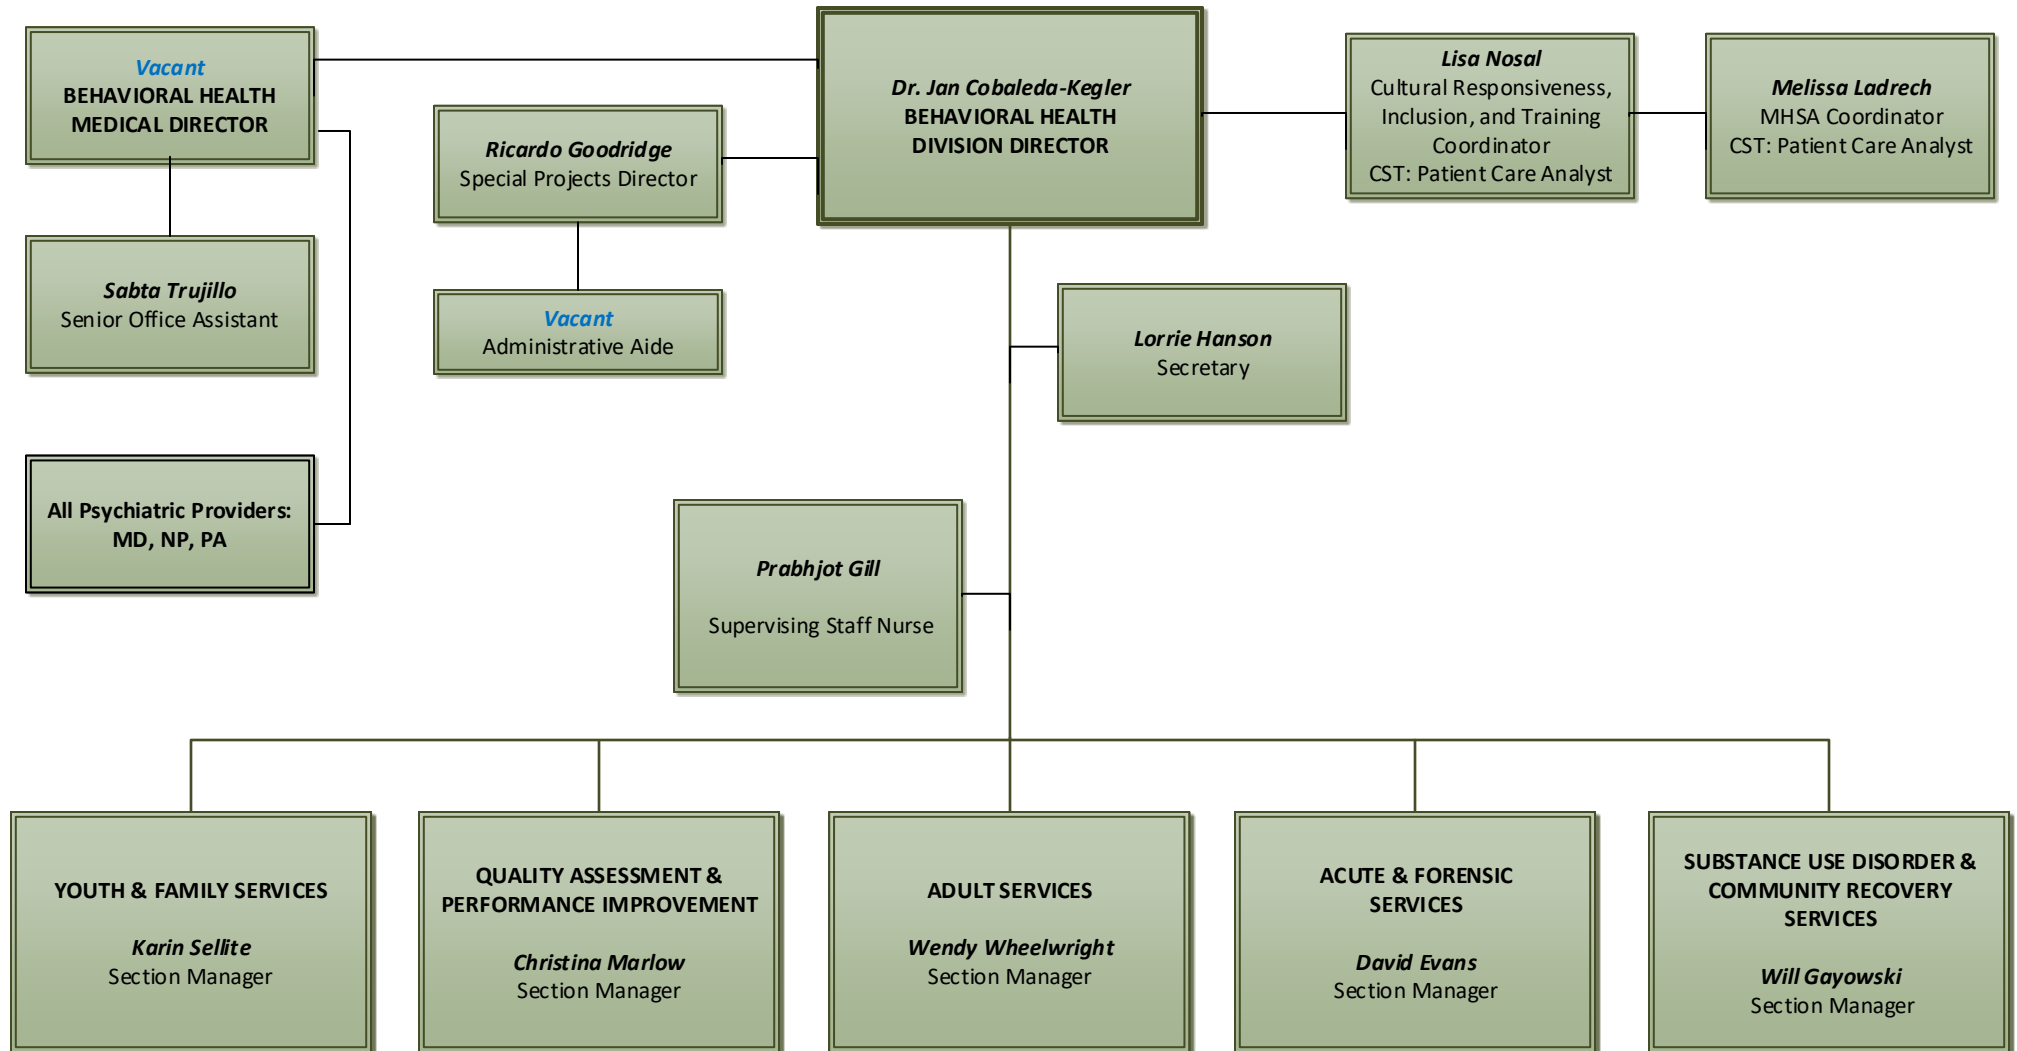 Vacant
BEHAVIORAL HEALTH
MEDICAL DIRECTOR
Dr. Jan Cobaleda-Kegler
BEHAVIORAL HEALTH
DIVISION DIRECTOR
Lisa Nosal
Cultural Responsiveness,
Inclusion, and Training
Coordinator
CST: Patient Care Analyst
Melissa Ladrech
MHSA Coordinator
CST: Patient Care Analyst
Ricardo Goodridge
Special Projects Director
Sabta Trujillo
Senior Office Assistant
Vacant
Administrative Aide
Lorrie Hanson
Secretary
All Psychiatric Providers:
MD, NP, PA
Prabhjot Gill
Supervising Staff Nurse
YOUTH & FAMILY SERVICES
Karin Sellite
Section Manager
QUALITY ASSESSMENT &
PERFORMANCE IMPROVEMENT
Christina Marlow
Section Manager
ADULT SERVICES
Wendy Wheelwright
Section Manager
ACUTE & FORENSIC
SERVICES
David Evans
Section Manager
SUBSTANCE USE DISORDER &
COMMUNITY RECOVERY
SERVICES
Will Gayowski
Section Manager